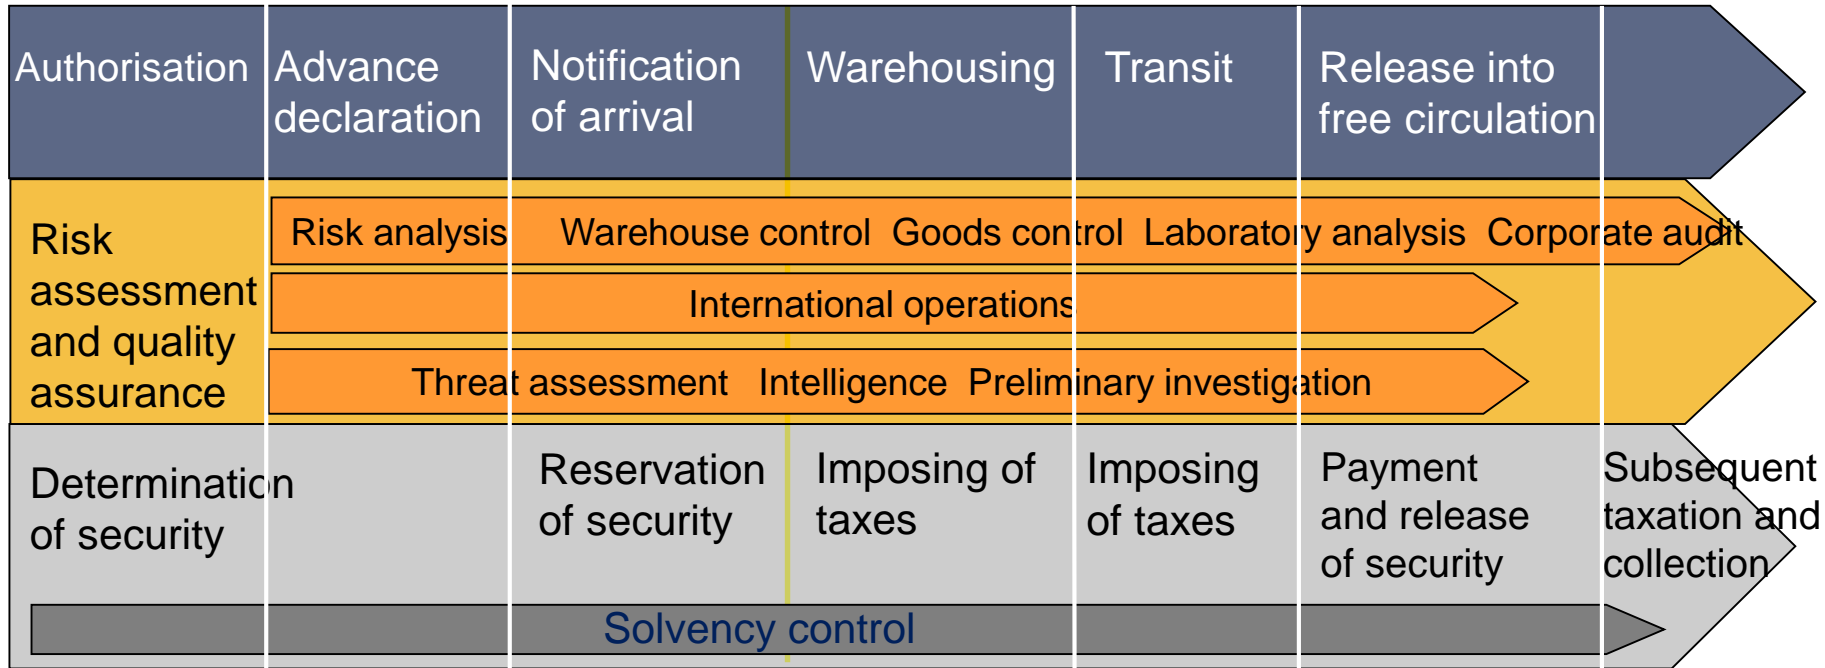 Authorisation
Advance
declaration
Notification
of arrival
Warehousing
Transit
Release into
free circulation
Risk
assessment
and quality
assurance
Risk analysis Warehouse control Goods control Laboratory analysis Corporate audit
International operations
Threat assessment Intelligence Preliminary investigation
Determination
of security
Reservation
of security
Imposing of
taxes
Imposing
of taxes
Payment
and release
of security
Subsequent
taxation and
collection
Solvency control